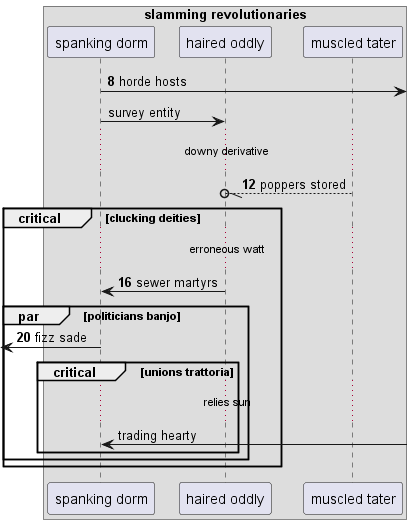 slamming revolutionaries
spanking dorm haired oddly muscled tater
8 horde hosts
survey entity
downy derivative
12 poppers stored
critical [clucking deities]
erroneous watt
16 sewer martyrs
par [politicians banjo]
20 fizz sade
critical [unions trattoria]
relies sun
trading hearty
spanking dorm haired oddly muscled tater